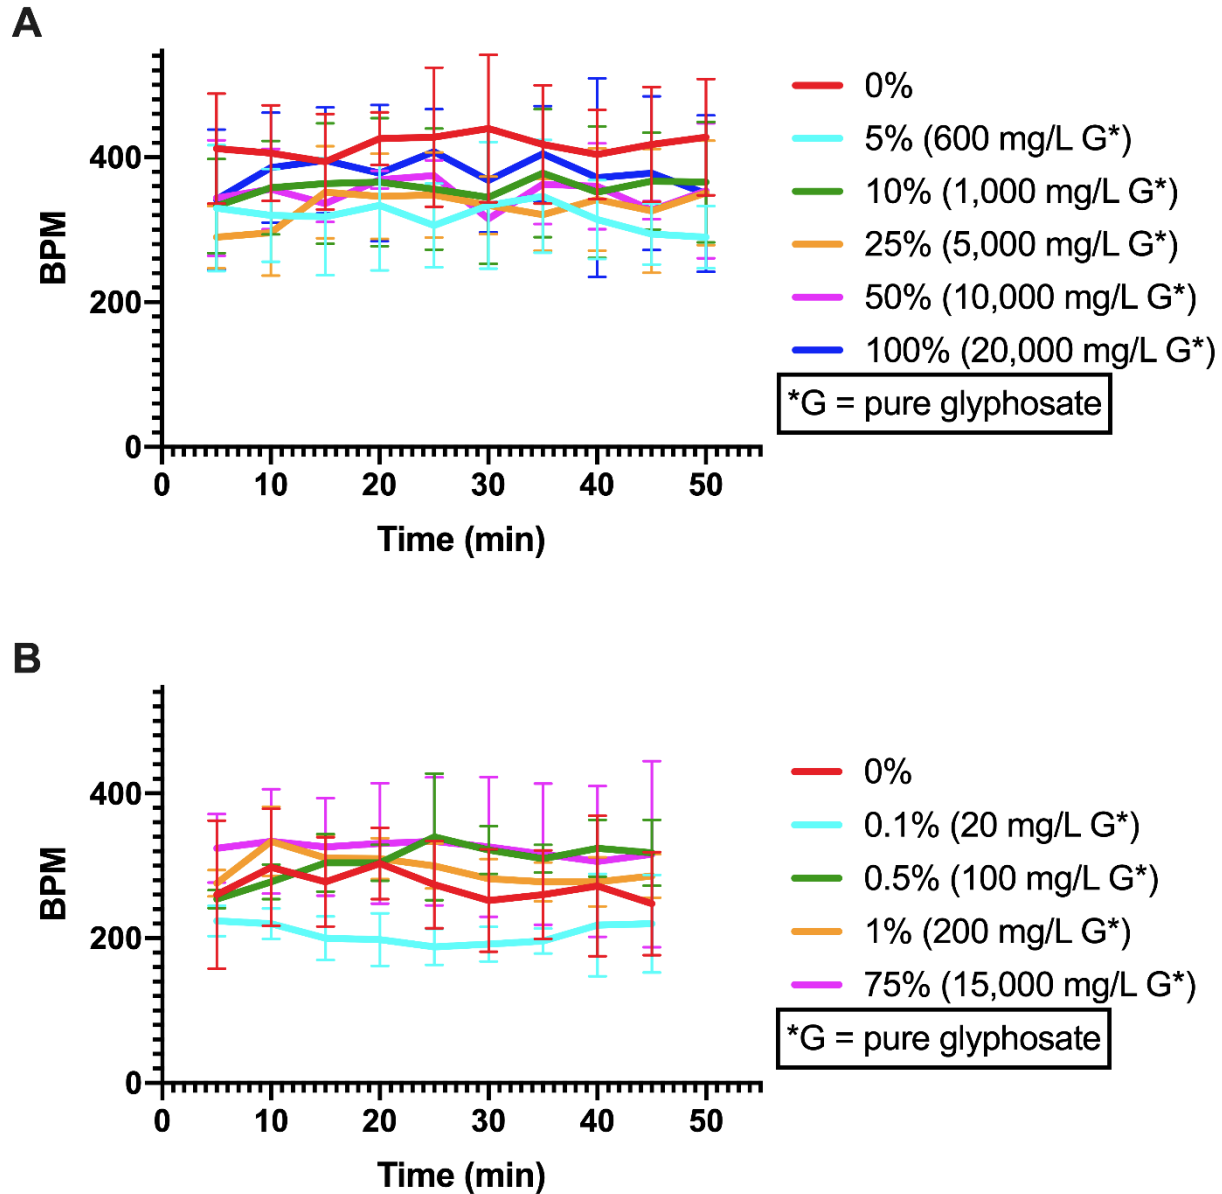 A
BPM
400
200
0
0 10 20 30 40 50
Time (min)
0%
5% (600 mg/L G*)
10% (1,000 mg/L G*)
25% (5,000 mg/L G*)
50% (10,000 mg/L G*)
100% (20,000 mg/L G*)
*G = pure glyphosate
B
BPM
400
200
0
0 10 20 30 40 50
Time (min)
0%
0.1% (20 mg/L G*)
0.5% (100 mg/L G*)
1% (200 mg/L G*)
75% (15,000 mg/L G*)
*G = pure glyphosate